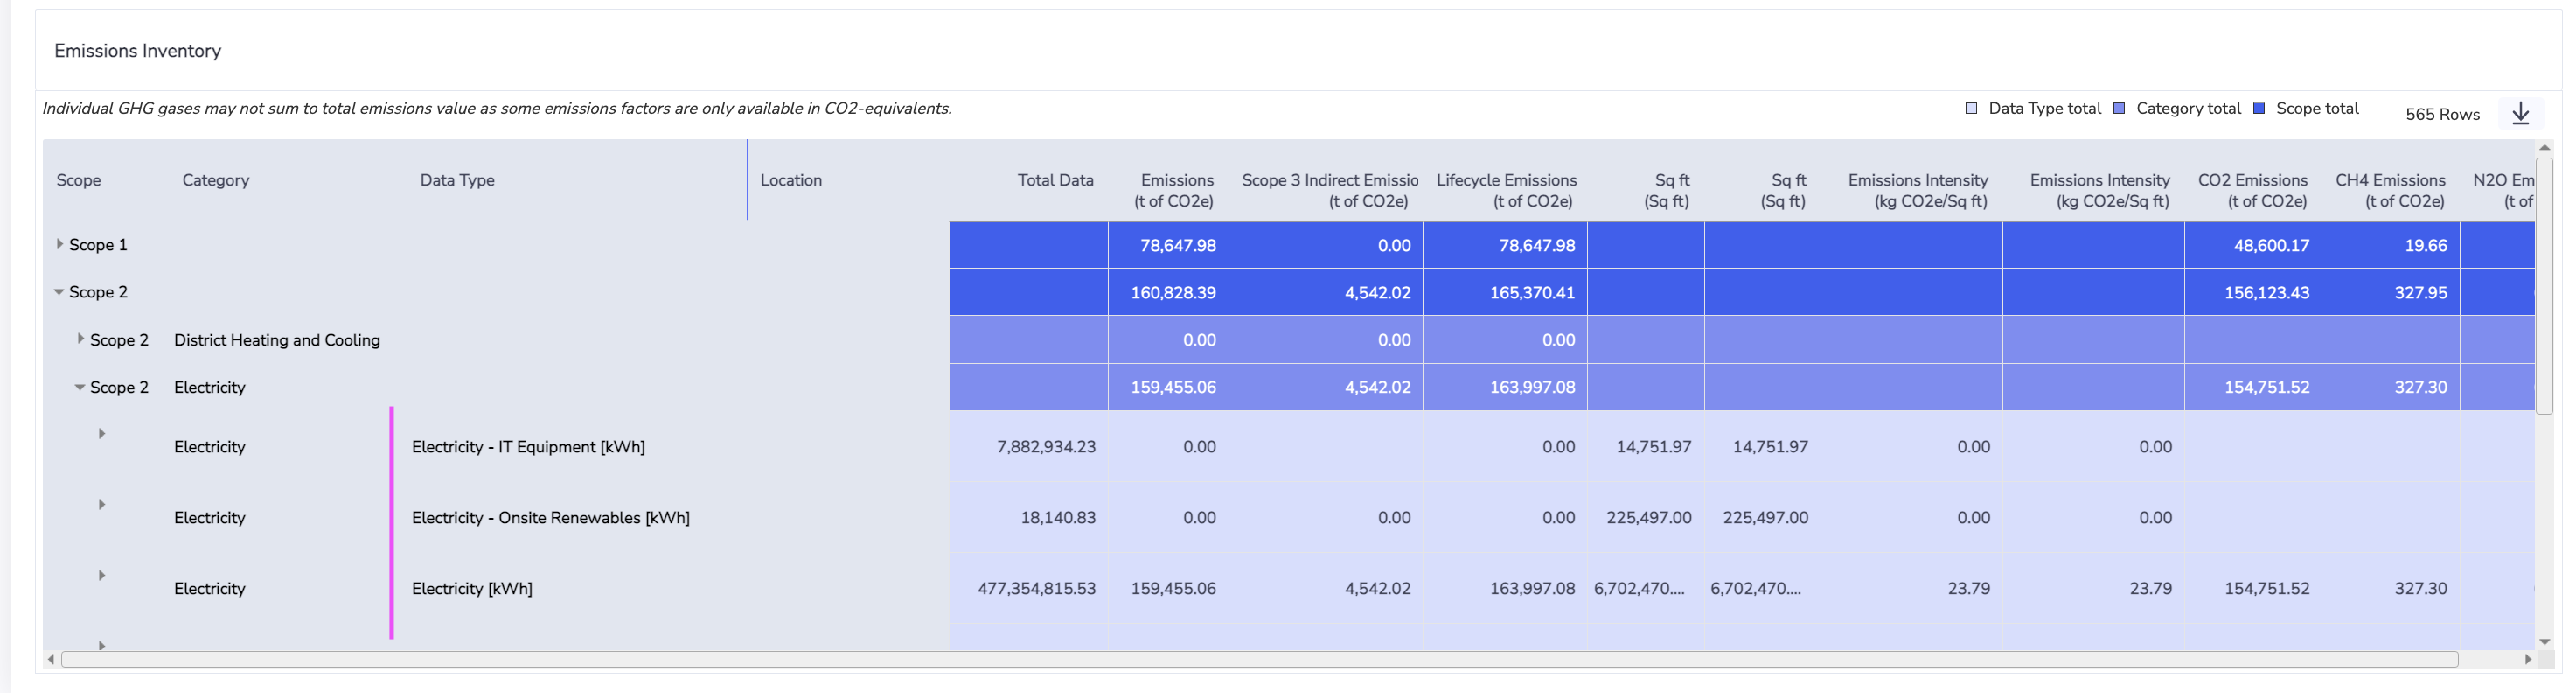 Emissions Inventory
Individual GHG gases may not sum to total emissions value as some emissions factors are only available in CO2-equivalents.
Data Type total Category total Scope total 565 Rows
Scope Category Data Type Location Total Data Emissions Scope 3 Indirect Emissio Lifecycle Emissions Sq ft Sq ft Emissions Intensity Emissions Intensity CO2 Emissions CH4 Emissions N2O Em
(t of CO2e) (t of CO2e) (t of CO2e) (Sq ft) (Sq ft) (kg CO2e/Sq ft) (kg CO2e/Sq ft) (t of CO2e) (t of CO2e) (t of
Scope 1 78,647.98 0.00 78,647.98 48,600.17 19.66
Scope 2 160,828.39 4,542.02 165,370.41 156,123.43 327.95
Scope 2 District Heating and Cooling 0.00 0.00 0.00
Scope 2 Electricity 159,455.06 4,542.02 163,997.08 154,751.52 327.30
Electricity Electricity - IT Equipment [kWh] 7,882,934.23 0.00 0.00 14,751.97 14,751.97 0.00 0.00
Electricity Electricity - Onsite Renewables [kWh] 18,140.83 0.00 0.00 0.00 225,497.00 225,497.00 0.00 0.00
Electricity Electricity [kWh] 477,354,815.53 159,455.06 4,542.02 163,997.08 6,702,470.... 6,702,470.... 23.79 23.79 154,751.52 327.30